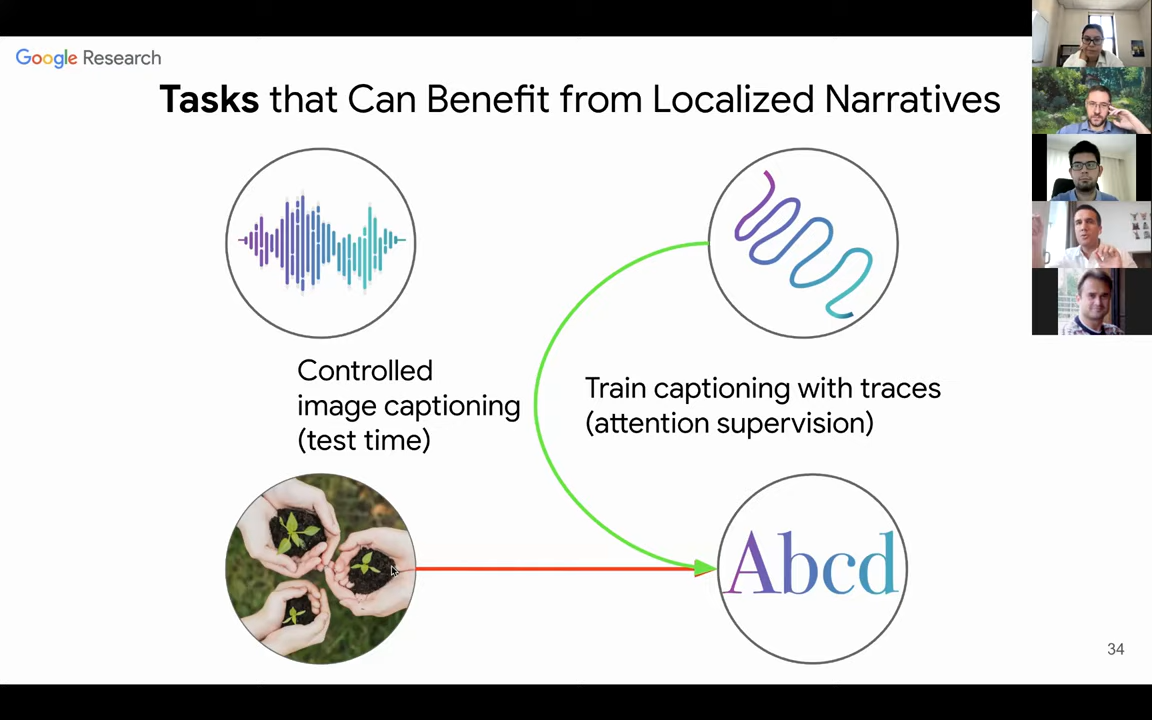 Google Research
Tasks that Can Benefit from Localized Narratives
Controlled
image captioning
(test time)
Train captioning with traces
(attention supervision)
Abcd
34